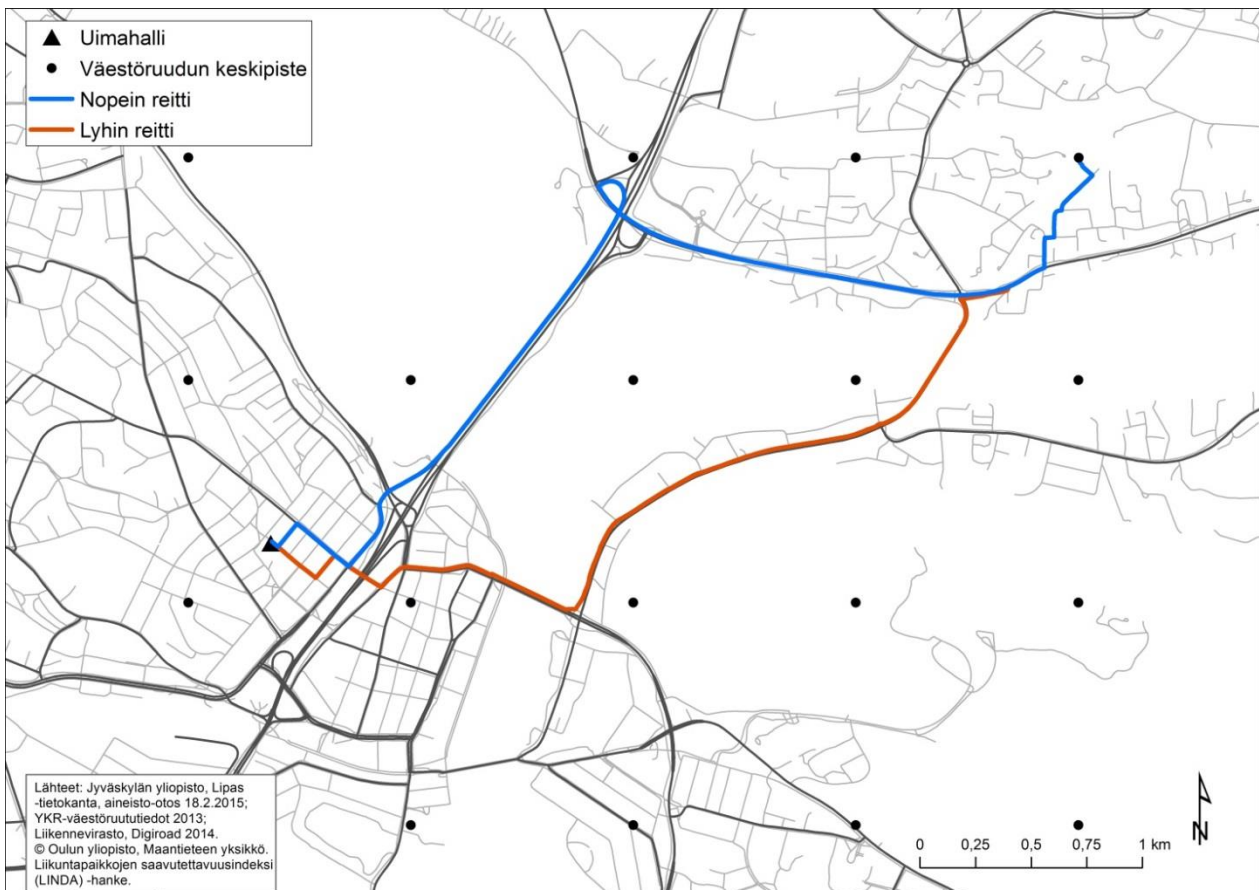 Uimahalli
Väestöruudun keskipiste
Nopein reitti
Lyhin reitti
Lähteet: Jyväskylän yliopisto, Lipas
-tietokanta, aineisto-otos 18.2.2015;
YKR-väestöruututiedot 2013;
Liikennevirasto, Digiroad 2014.
© Oulun yliopisto, Maantieteen yksikkö.
Liikuntapaikkojen saavutettavuusindeksi
(LINDA) -hanke.
0 0,25 0,5 0,75 1 km
N